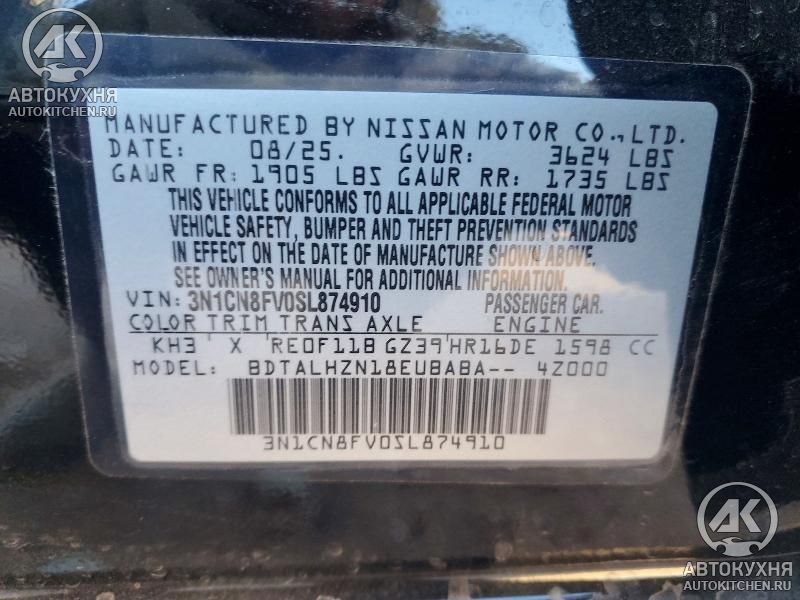 AK
АВТОКУХНЯ
AUTOKITCHEN.RU
MANUFACTURED BY NISSAN MOTOR CO., LTD.
DATE: 08/25. GVWR: 3624 LBS
GAWR FR: 1905 LBS GAWR RR: 1735 LBS
THIS VEHICLE CONFORMS TO ALL APPLICABLE FEDERAL MOTOR
VEHICLE SAFETY, BUMPER AND THEFT PREVENTION STANDARDS
IN EFFECT ON THE DATE OF MANUFACTURE SHOWN ABOVE.
SEE OWNER'S MANUAL FOR ADDITIONAL INFORMATION.
VIN: 3N1CN8FV0SL874910 PASSENGER CAR.
COLOR TRIM TRANS AXLE ENGINE
KH3 X RE0F11B GZ39 HR16DE 1598 CC
MODEL: BDTALHZN18EUBABA-- 4Z000
3N1CN8FV0SL874910
AK
АВТОКУХНЯ
AUTOKITCHEN.RU